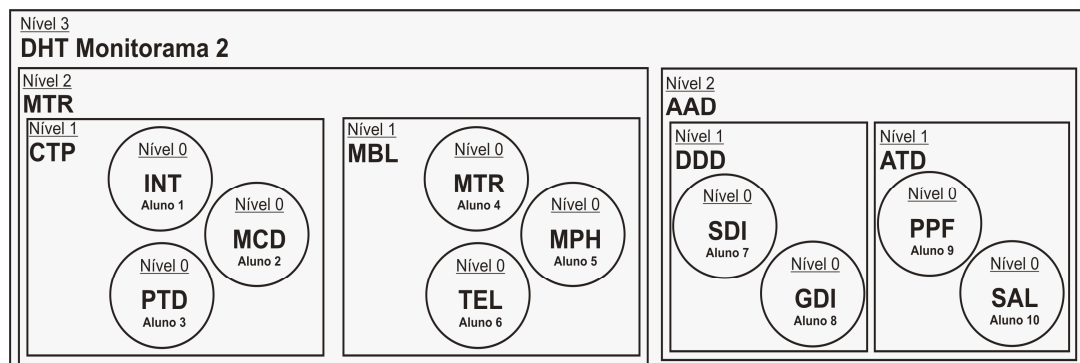 Nível 3
DHT Monitorama 2
Nível 2
MTR
Nível 1
CTP
Nível 0
INT
Aluno 1
Nível 0
MCD
Aluno 2
Nível 0
PTD
Aluno 3
Nível 1
MBL
Nível 0
MTR
Aluno 4
Nível 0
MPH
Aluno 5
Nível 0
TEL
Aluno 6
Nível 2
AAD
Nível 1
DDD
Nível 0
SDI
Aluno 7
Nível 0
GDI
Aluno 8
Nível 1
ATD
Nível 0
PPF
Aluno 9
Nível 0
SAL
Aluno 10